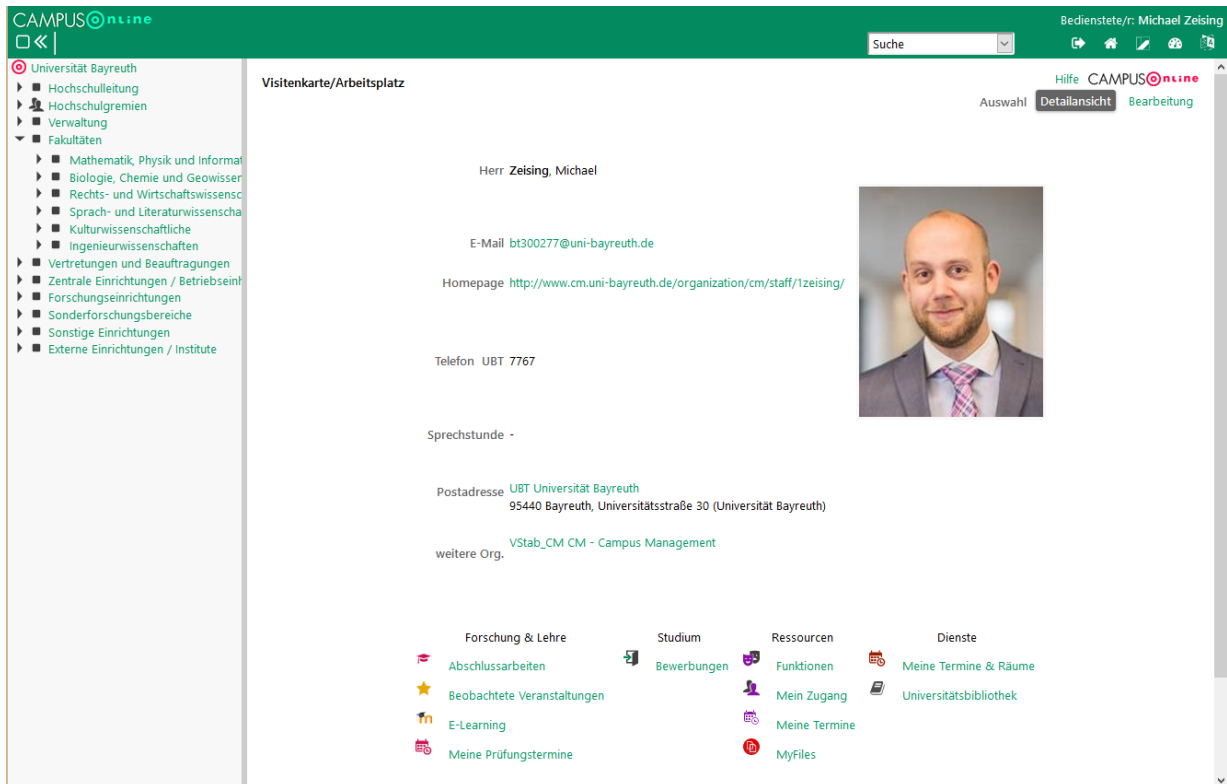 CAMPUSOnline
Bedienstete/r: Michael Zeising
Suche
Universität Bayreuth
Hochschulleitung
Hochschulgremien
Verwaltung
Fakultäten
Mathematik, Physik und Informat
Biologie, Chemie und Geowisser
Rechts- und Wirtschaftswissensc
Sprach- und Literaturwissenscha
Kulturwissenschaftliche
Ingenieurwissenschaften
Vertretungen und Beauftragungen
Zentrale Einrichtungen / Betriebseinh
Forschungseinrichtungen
Sonderforschungsbereiche
Sonstige Einrichtungen
Externe Einrichtungen / Institute
Visitenkarte/Arbeitsplatz
Hilfe CAMPUSOnline
Auswahl Detailansicht Bearbeitung
Herr Zeising, Michael
E-Mail bt300277@uni-bayreuth.de
Homepage http://www.cm.uni-bayreuth.de/organization/cm/staff/1zeising/
Telefon UBT 7767
Sprechstunde -
Postadresse UBT Universität Bayreuth
95440 Bayreuth, Universitätsstraße 30 (Universität Bayreuth)
weitere Org. VStab_CM CM - Campus Management
Forschung & Lehre Studium Ressourcen Dienste
Abschlussarbeiten Bewerbungen Funktionen Meine Termine & Räume
Beobachtete Veranstaltungen Mein Zugang Universitätsbibliothek
E-Learning Meine Termine
Meine Prüfungstermine MyFiles